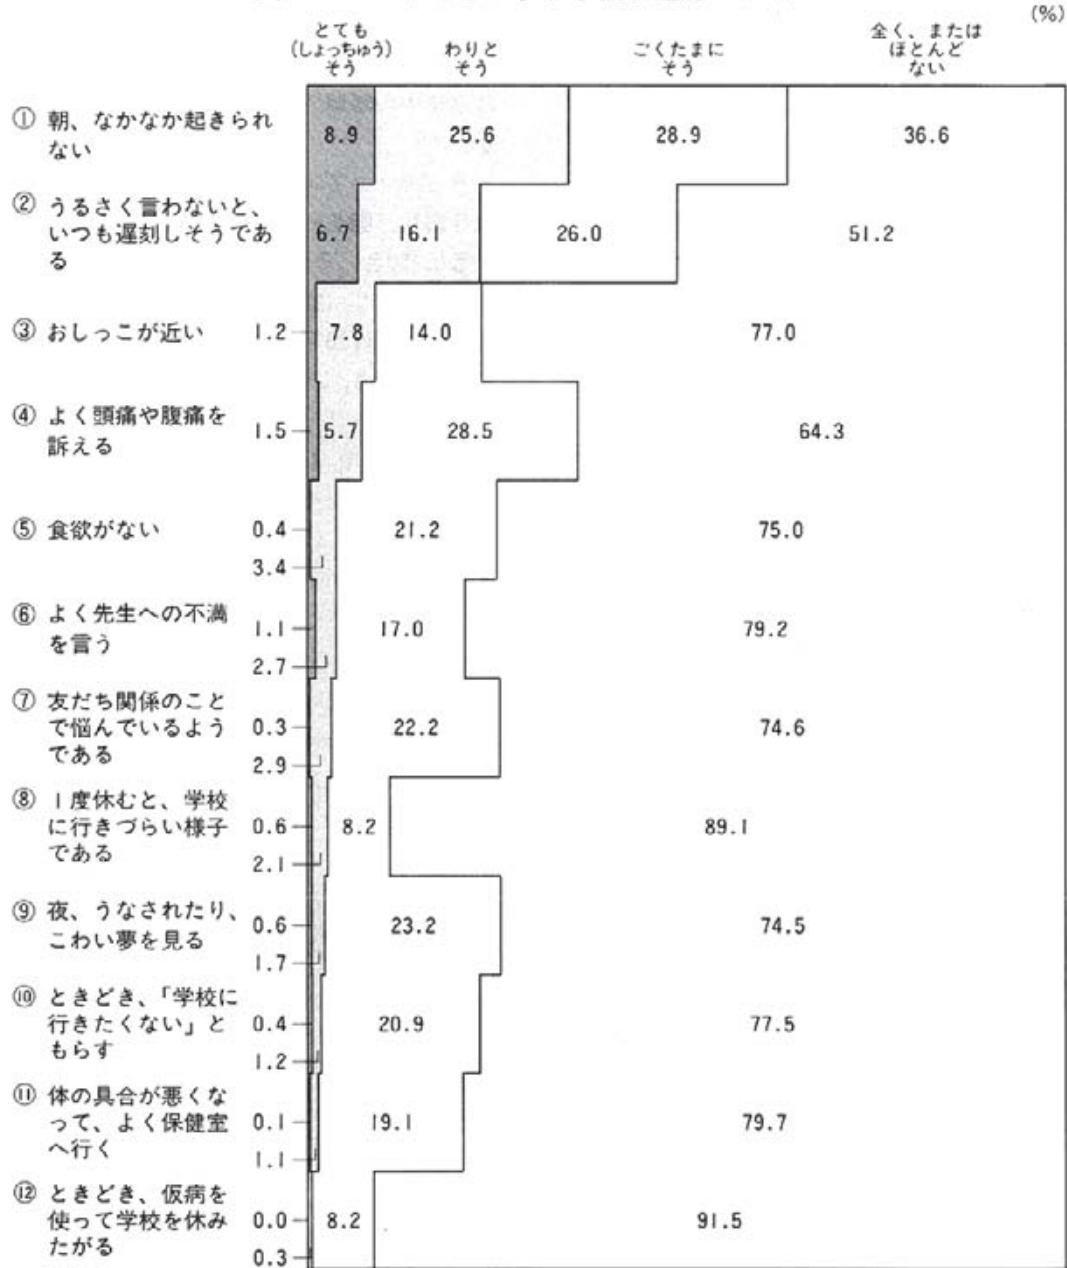 (%)
とても
(しょっちゅう)
そう
わりと
そう
ごくたまに
そう
全く、または
ほとんど
ない
① 朝、なかなか起きられ
ない
8.9 25.6 28.9 36.6
② うるさく言わないと、
いつも遅刻しそうであ
る
6.7 16.1 26.0 51.2
③ おしっこが近い 1.2 7.8 14.0 77.0
④ よく頭痛や腹痛を
訴える
1.5 5.7 28.5 64.3
⑤ 食欲がない 0.4 21.2 75.0
3.4
⑥ よく先生への不満
を言う
1.1 17.0 79.2
2.7
⑦友だち関係のこと
で悩んでいるよう
である
0.3 22.2 74.6
2.9
⑧ 1度休むと、学校
に行きづらい様子
である
0.6 8.2 89.1
2.1
⑨ 夜、うなされたり、
こわい夢を見る
0.6 23.2 74.5
1.7
⑩ ときどき、「学校に
行きたくない」と
もらす
0.4 20.9 77.5
1.2
⑪ 体の具合が悪くな
って、よく保健室
へ行く
0.1 19.1 79.7
1.1
⑫ ときどき、仮病を
使って学校を休み
たがる
0.0 8.2 91.5
0.3